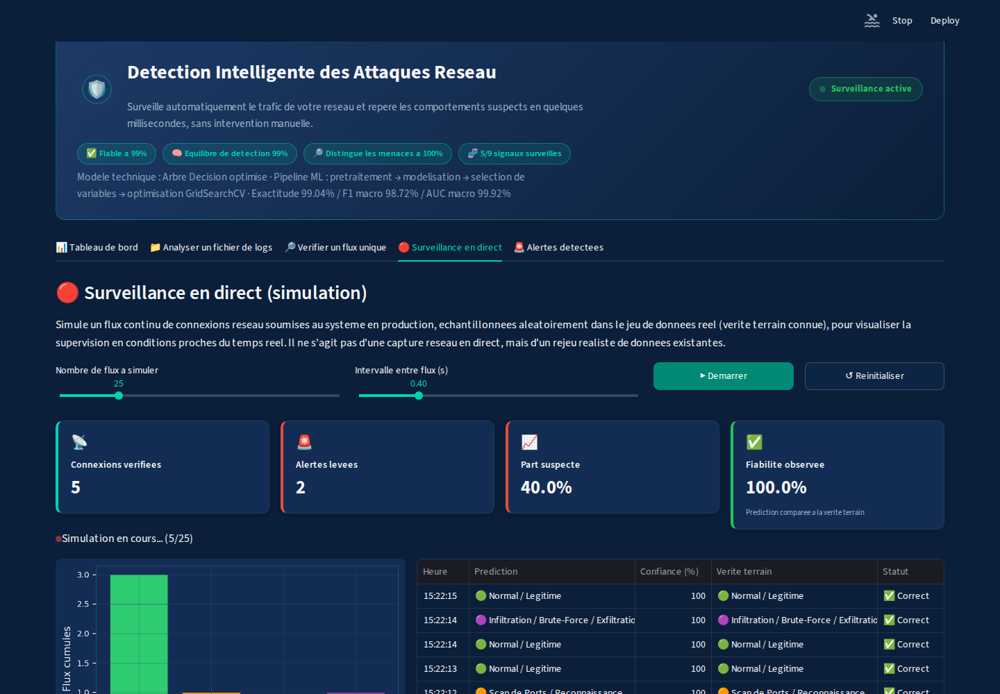 Stop
Deploy
Detection Intelligente des Attaques Reseau
Surveillance active
Surveille automatiquement le trafic de votre reseau et repere les comportements suspects en quelques
millisecondes, sans intervention manuelle.
✅ Fiable a 99%
🧠 Equilibre de detection 99%
🔎 Distingue les menaces a 100%
🧬 5/9 signaux surveilles
Modele technique : Arbre Decision optimise · Pipeline ML : pretraitement → modelisation → selection de
variables → optimisation GridSearchCV · Exactitude 99.04% / F1 macro 98.72% / AUC macro 99.92%
📊 Tableau de bord
📁 Analyser un fichier de logs
🔎 Verifier un flux unique
🔴 Surveillance en direct
🚨 Alertes detectees
🔴 Surveillance en direct (simulation)
Simule un flux continu de connexions reseau soumises au systeme en production, echantillonnees aleatoirement dans le jeu de donnees reel (verite terrain connue), pour visualiser la
supervision en conditions proches du temps reel. Il ne s'agit pas d'une capture reseau en direct, mais d'un rejeu realiste de donnees existantes.
Nombre de flux a simuler
25
Intervalle entre flux (s)
0.40
▸ Demarrer
↺ Reinitialiser
Connexions verifiees
5
Alertes levees
2
Part suspecte
40.0%
Fiabilite observee
100.0%
Prediction comparee a la verite terrain
Simulation en cours... (5/25)
3.0
2.5
2.0
1.5
1.0
Flux cumules
Heure Prediction Confiance (%) Verite terrain Statut
15:22:15 🟢 Normal / Legitime 100 🟢 Normal / Legitime ✅ Correct
15:22:14 🟣 Infiltration / Brute-Force / Exfiltratio 100 🟣 Infiltration / Brute-Force / Exfiltratio ✅ Correct
15:22:14 🟢 Normal / Legitime 100 🟢 Normal / Legitime ✅ Correct
15:22:13 🟢 Normal / Legitime 100 🟢 Normal / Legitime ✅ Correct
15:22:12 🟠 Scan de Ports / Reconnaissance 100 🟠 Scan de Ports / Reconnaissance ✅ Correct